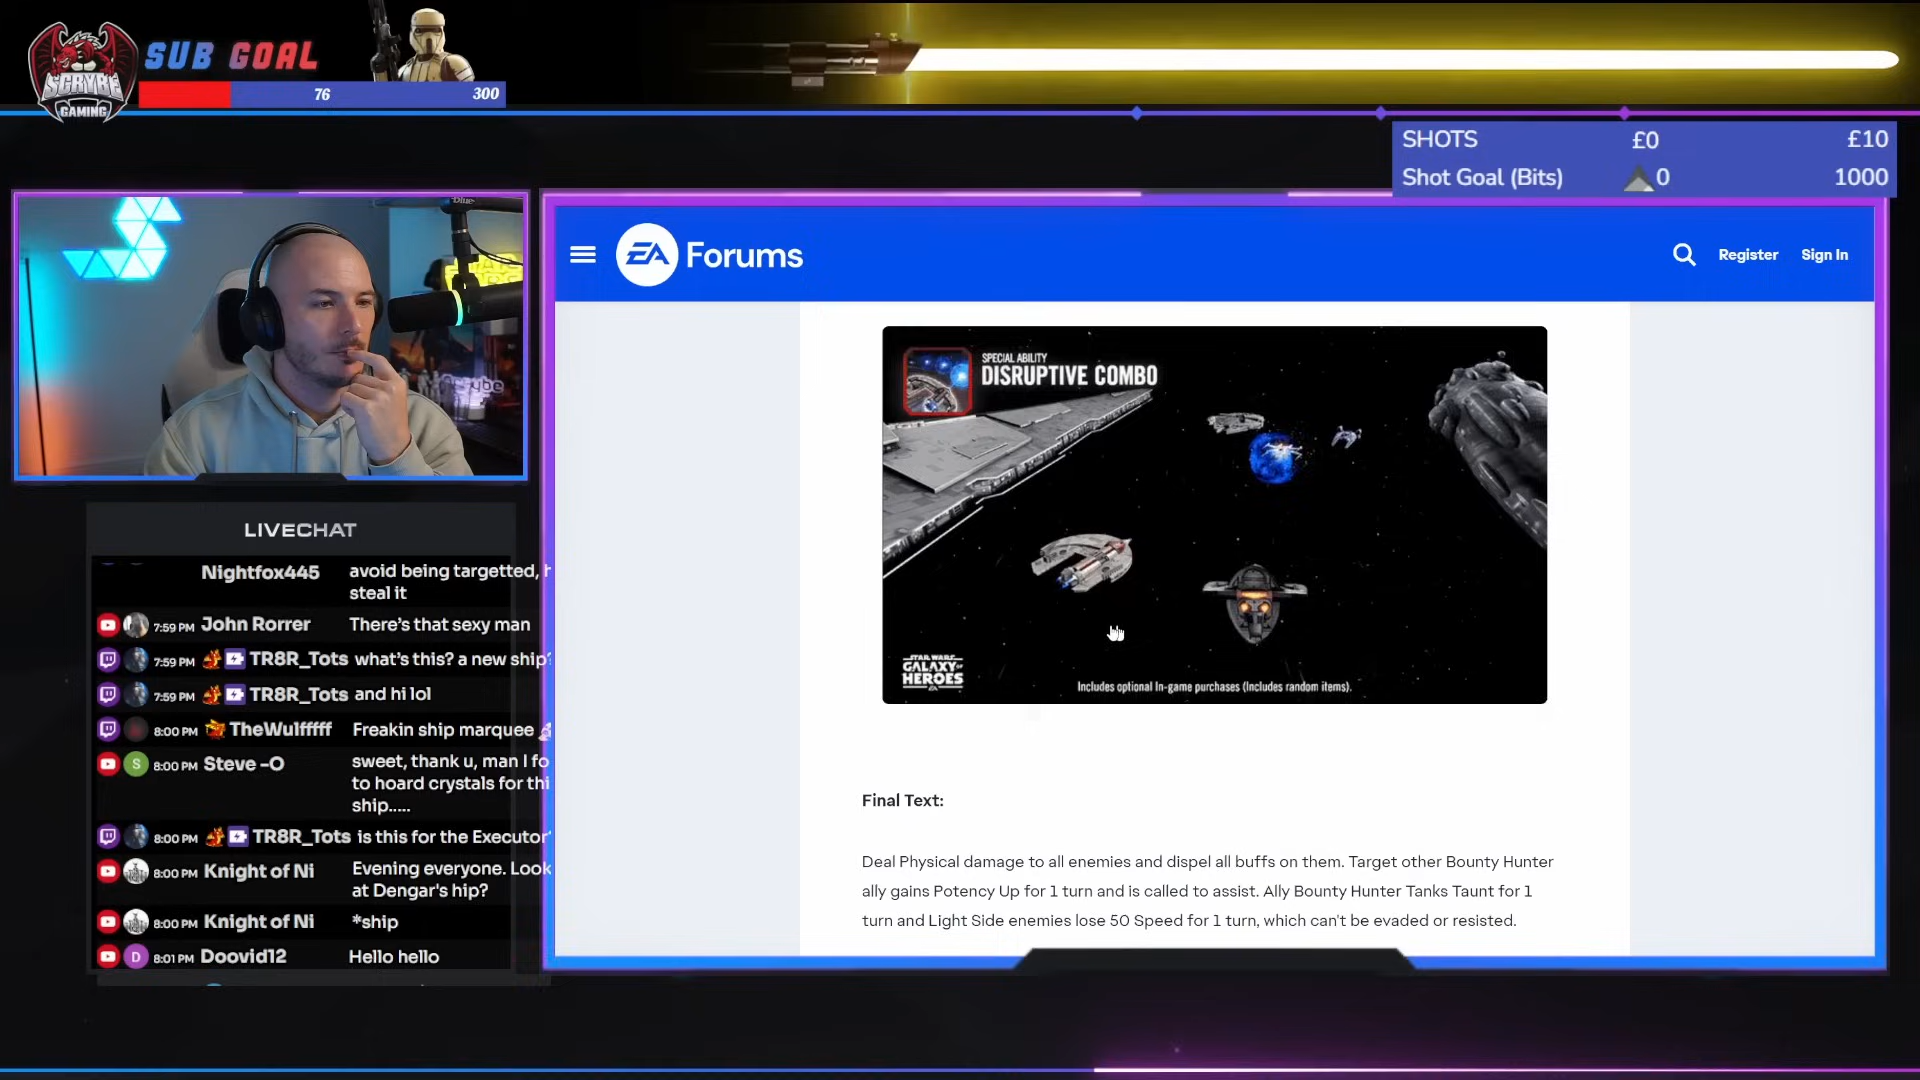 SUB GOAL
SCRYBE
GAMING
76
300
SHOTS £0 £10
Shot Goal (Bits) 0 1000
Blue
EA Forums
Register
Sign In
SPECIAL ABILITY
DISRUPTIVE COMBO
STAR WARS
GALAXY OF
HEROES
Includes optional In-game purchases (Includes random items).
Final Text:
Deal Physical damage to all enemies and dispel all buffs on them. Target other Bounty Hunter
ally gains Potency Up for 1 turn and is called to assist. Ally Bounty Hunter Tanks Taunt for 1
turn and Light Side enemies lose 50 Speed for 1 turn, which can't be evaded or resisted.
LIVECHAT
Nightfox445 avoid being targetted,
steal it
7:59 PM John Rorrer There's that sexy man
7:59 PM TR8R_Tots what's this? a new ship?
7:59 PM TR8R_Tots and hi lol
8:00 PM TheWulfffff Freakin ship marquee
8:00 PM Steve -O sweet, thank u, man I fo
to hoard crystals for thi
ship.....
8:00 PM TR8R_Tots is this for the Executor
8:00 PM Knight of Ni Evening everyone. Look
at Dengar's hip?
8:00 PM Knight of Ni *ship
8:01 PM Doovid12 Hello hello